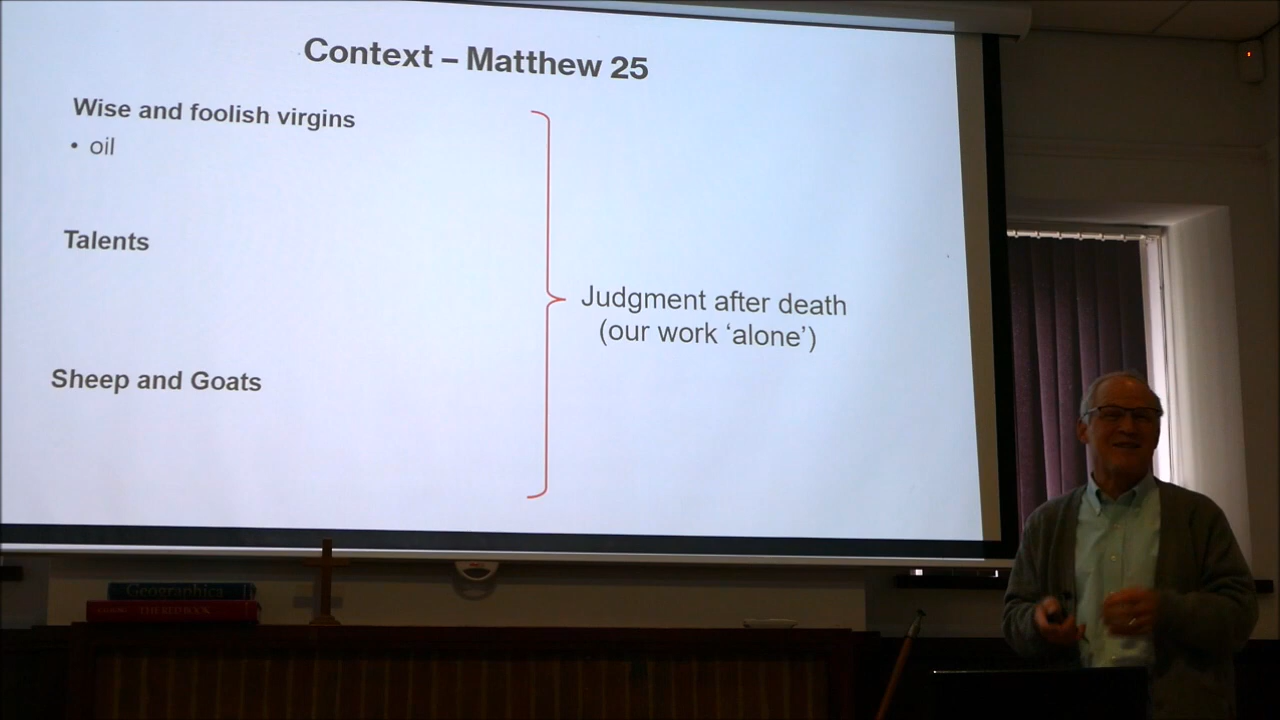 Context – Matthew 25
Wise and foolish virgins
• oil
Talents
Judgment after death
(our work ‘alone’)
Sheep and Goats
Geographica
THE RED BOOK